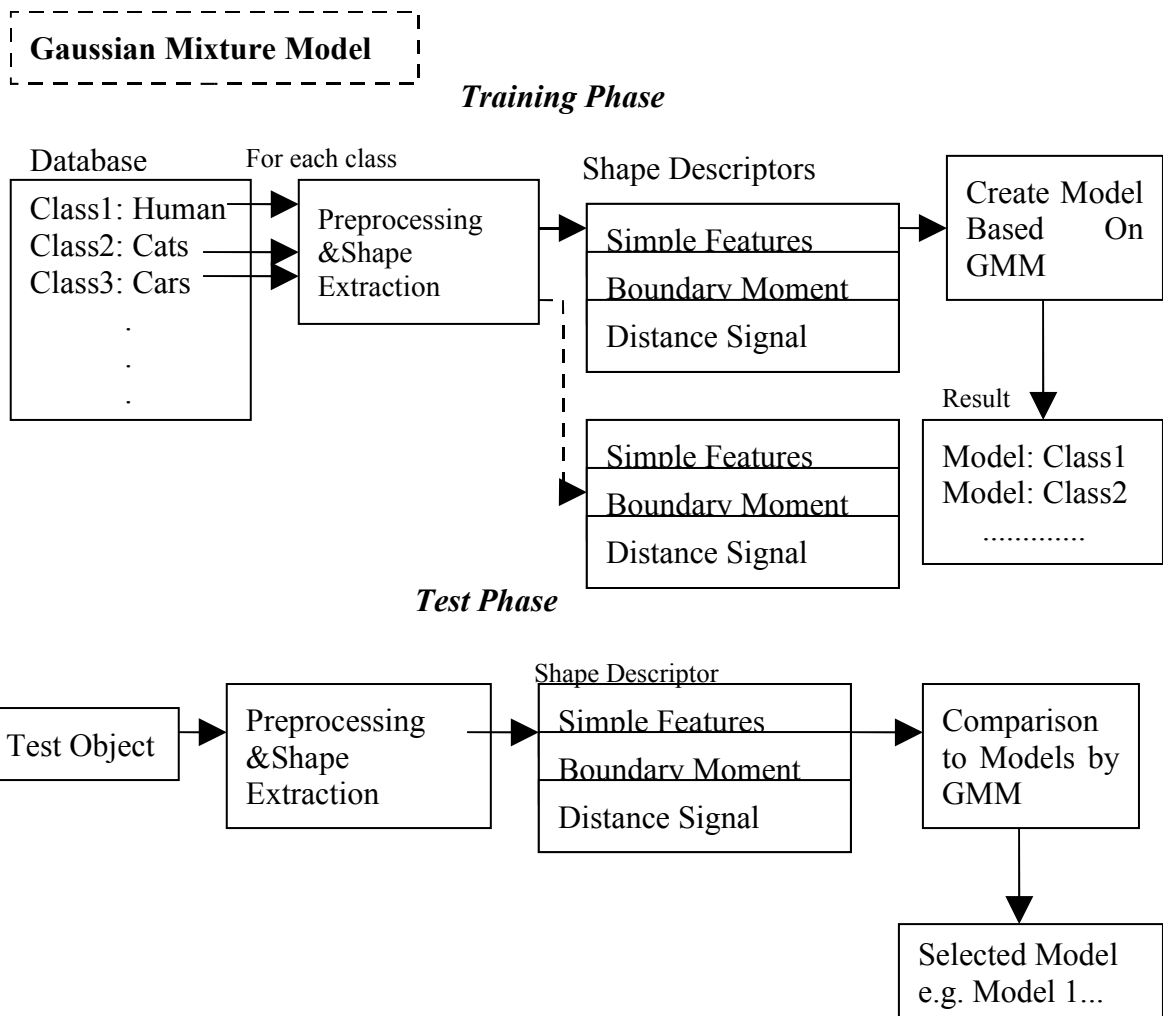 Gaussian Mixture Model
Training Phase
Database
For each class
Class1: Human
Class2: Cats
Class3: Cars
.
.
.
Preprocessing
&Shape
Extraction
Shape Descriptors
Simple Features
Boundary Moment
Distance Signal
Create Model
Based On
GMM
Simple Features
Boundary Moment
Distance Signal
Result
Model: Class1
Model: Class2
.............
Test Phase
Test Object
Preprocessing
&Shape
Extraction
Shape Descriptor
Simple Features
Boundary Moment
Distance Signal
Comparison
to Models by
GMM
Selected Model
e.g. Model 1...